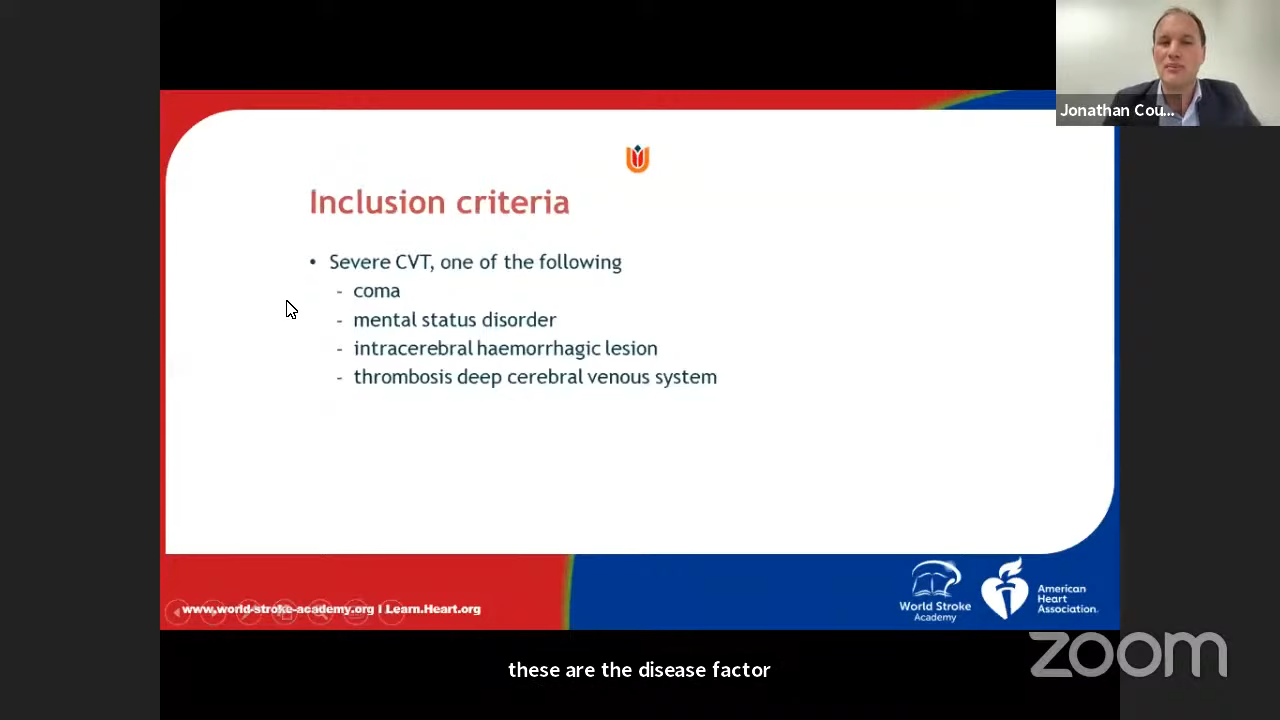 Jonathan Cou...
Inclusion criteria
• Severe CVT, one of the following
- coma
- mental status disorder
- intracerebral haemorrhagic lesion
- thrombosis deep cerebral venous system
www.world-stroke-academy.org I Learn.Heart.org
World Stroke
Academy
American
Heart
Association.
these are the disease factor
zoom